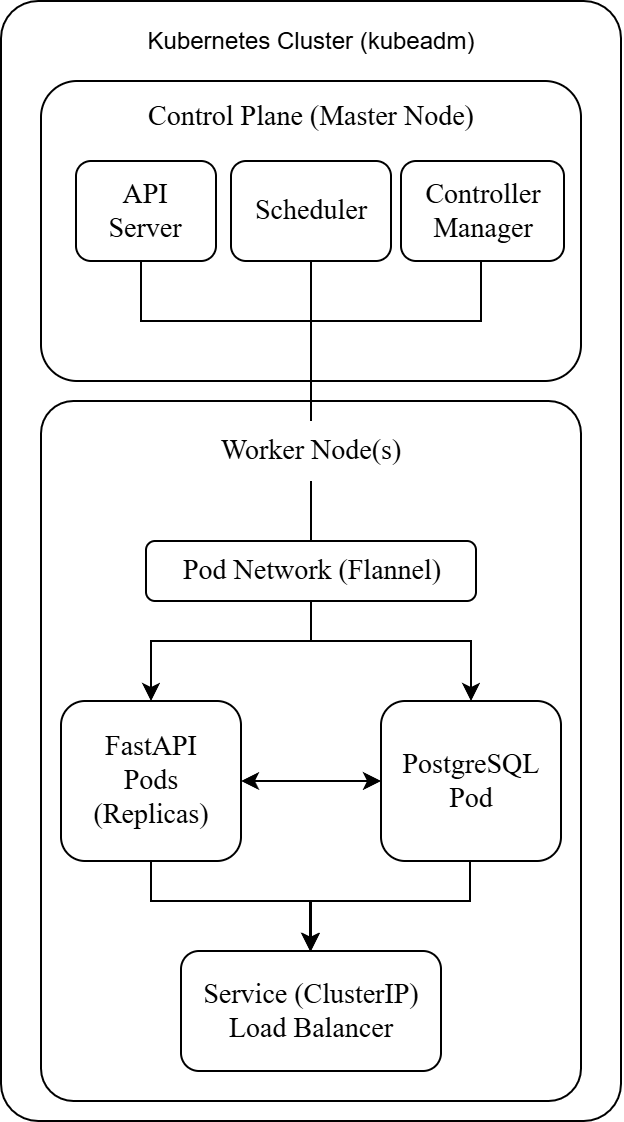 Kubernetes Cluster (kubeadm)
Control Plane (Master Node)
API
Server
Scheduler
Controller
Manager
Worker Node(s)
Pod Network (Flannel)
FastAPI
Pods
(Replicas)
PostgreSQL
Pod
Service (ClusterIP)
Load Balancer